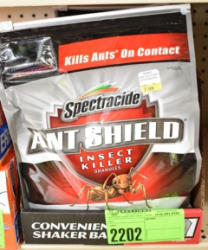 Kills Ants* On Contact
Spectracide
ANT SHIELD
INSECT
KILLER
GRANULES
CONVENIEN
SHAKER BA
2202